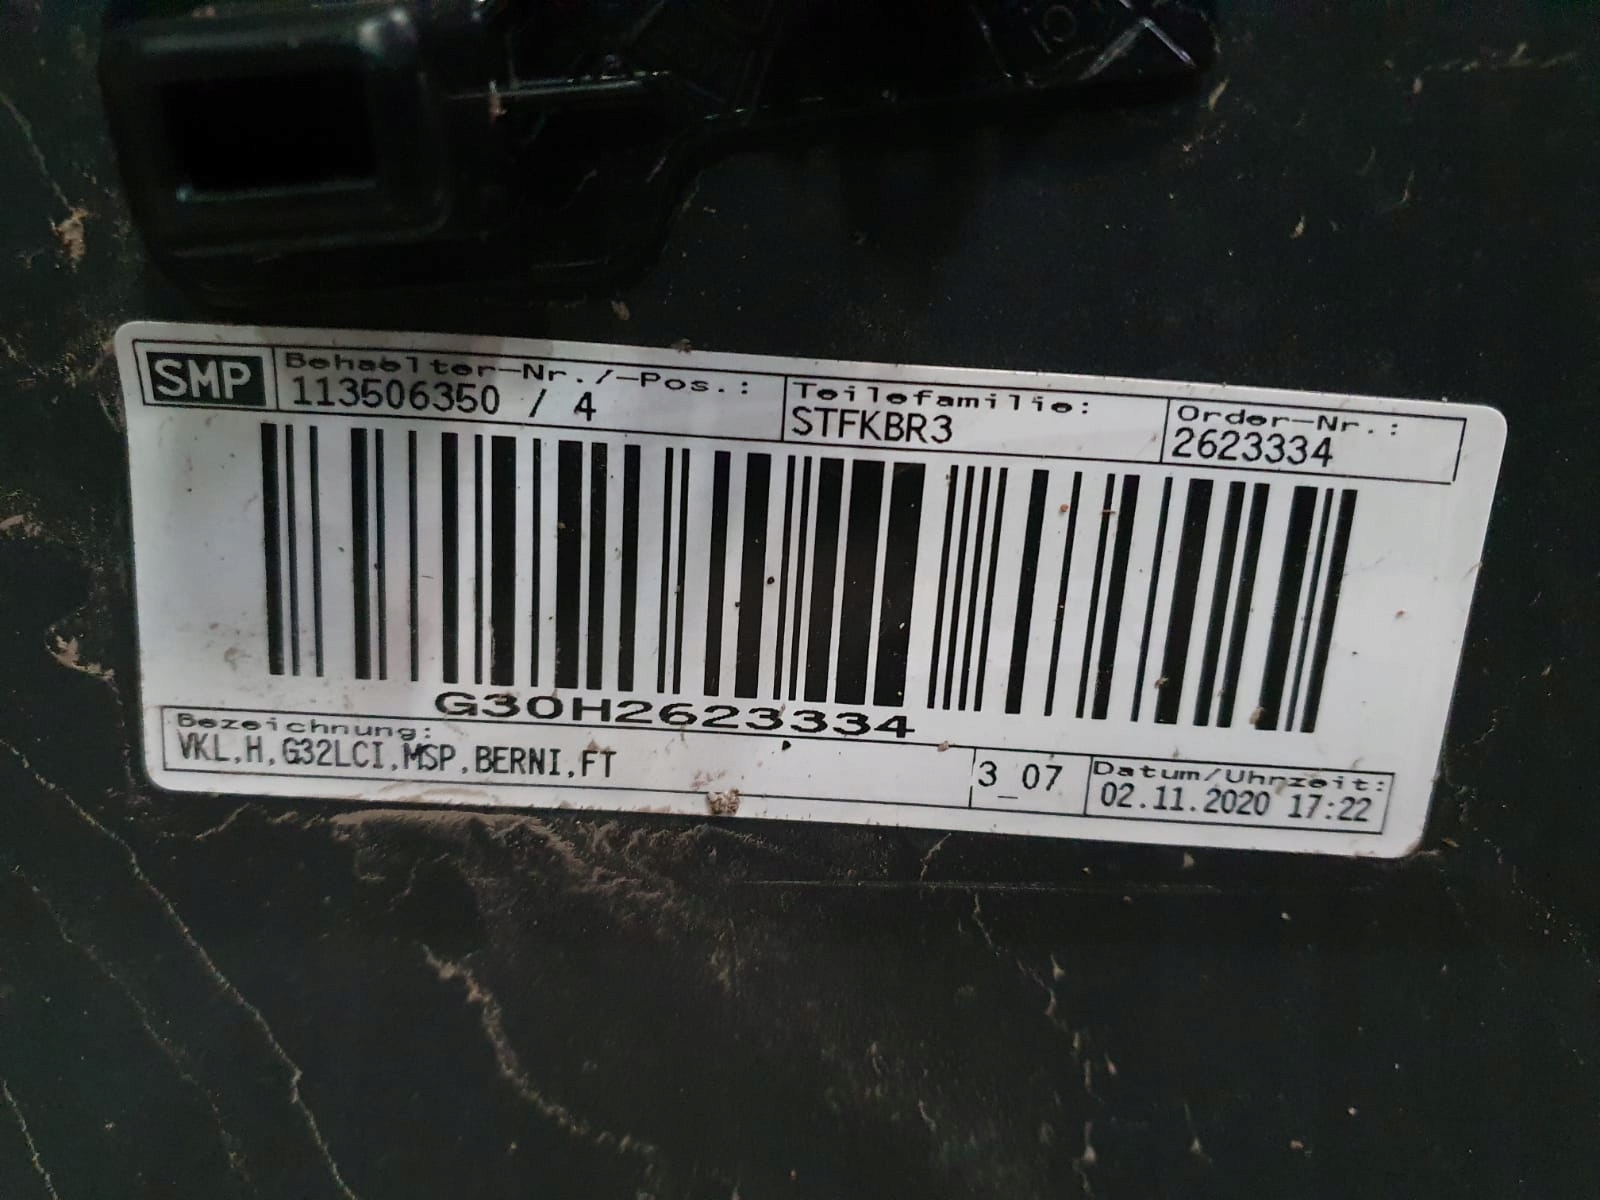 SMP
Behaelter-Nr./-Pos.:
113506350 / 4
Teilefamilie:
STFKBR3
Order-Nr.:
2623334
G30H2623334
Bezeichnung:
VKL,H,G32LCI,MSP,BERNI,FT
3_07
Datum/Uhrzeit:
02.11.2020 17:22